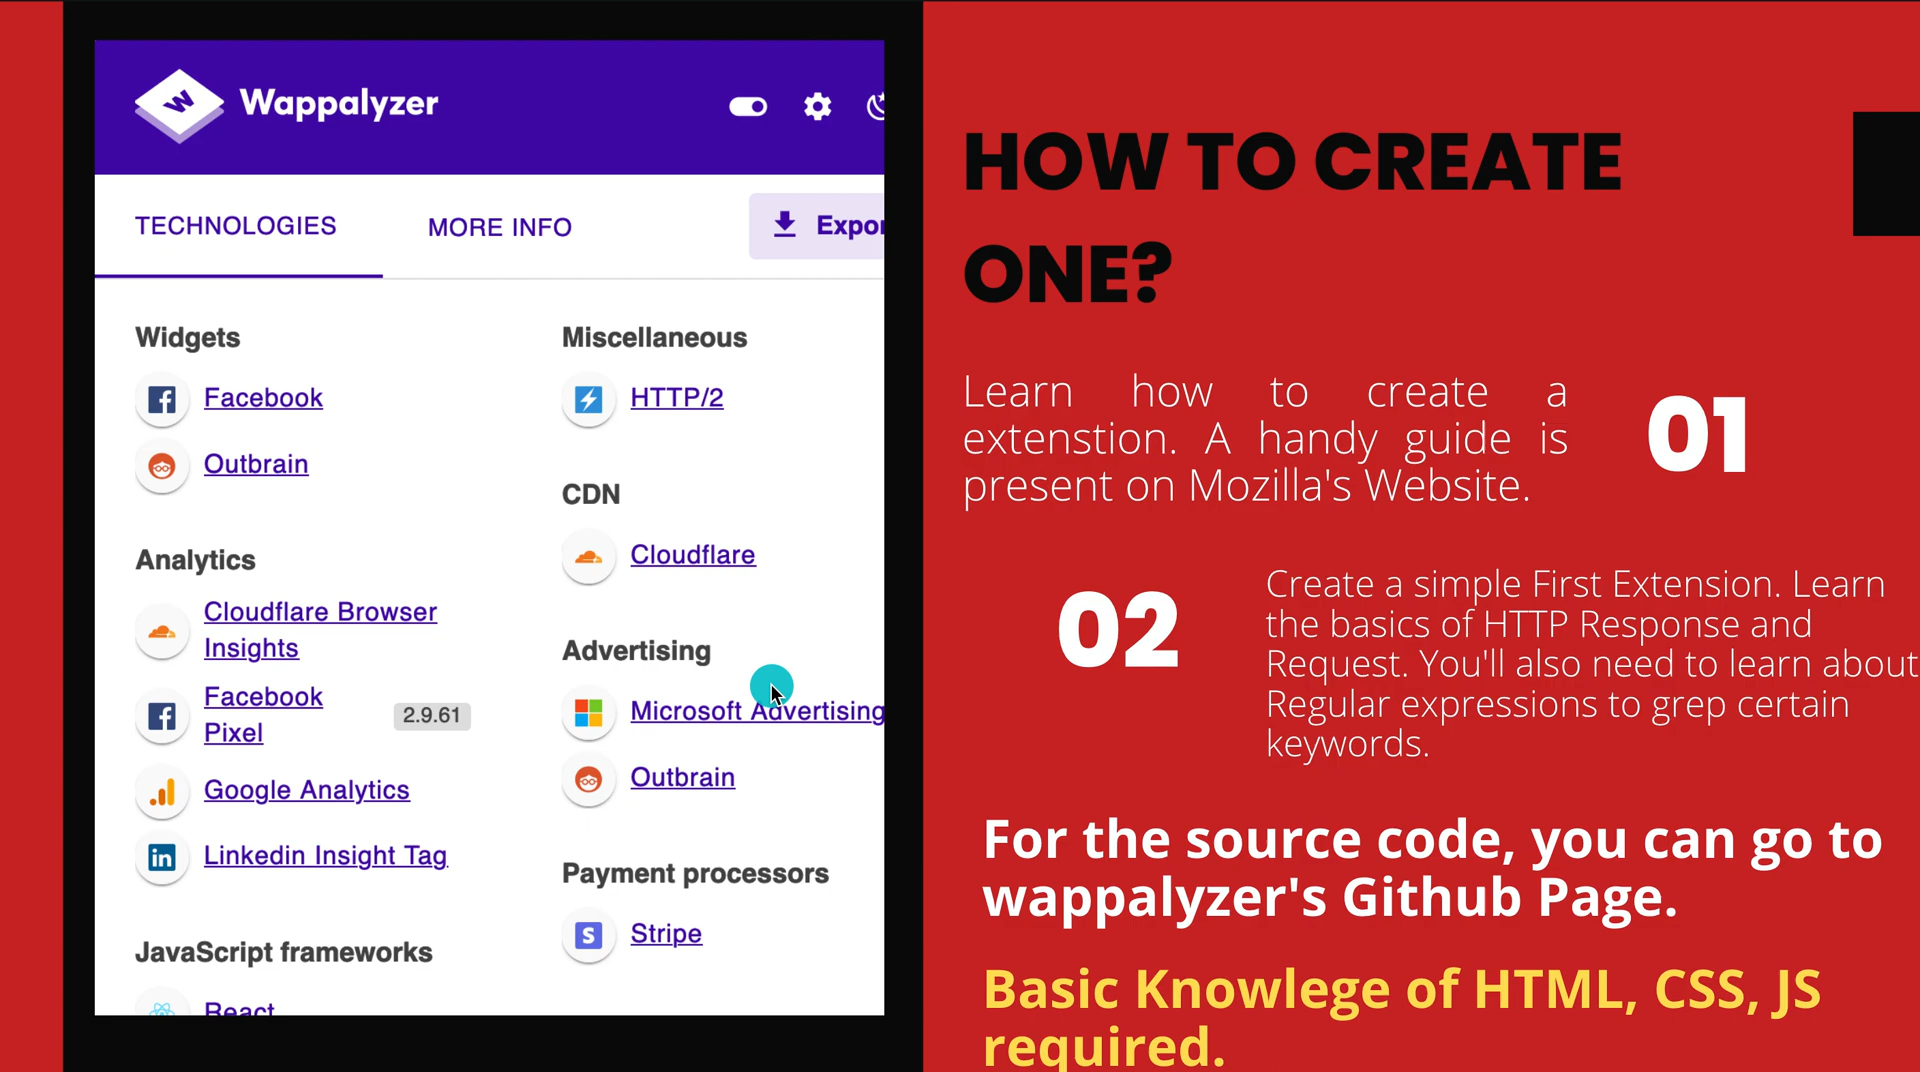 Wappalyzer
TECHNOLOGIES
MORE INFO
Expor
Widgets
Facebook
Outbrain
Analytics
Cloudflare Browser
Insights
Facebook
Pixel
2.9.61
Google Analytics
Linkedin Insight Tag
JavaScript frameworks
React
Miscellaneous
HTTP/2
CDN
Cloudflare
Advertising
Microsoft Advertising
Outbrain
Payment processors
Stripe
HOW TO CREATE
ONE?
Learn how to create a
extenstion. A handy guide is
present on Mozilla's Website.
01
02
Create a simple First Extension. Learn
the basics of HTTP Response and
Request. You'll also need to learn about
Regular expressions to grep certain
keywords.
For the source code, you can go to
wappalyzer's Github Page.
Basic Knowlege of HTML, CSS, JS
required.